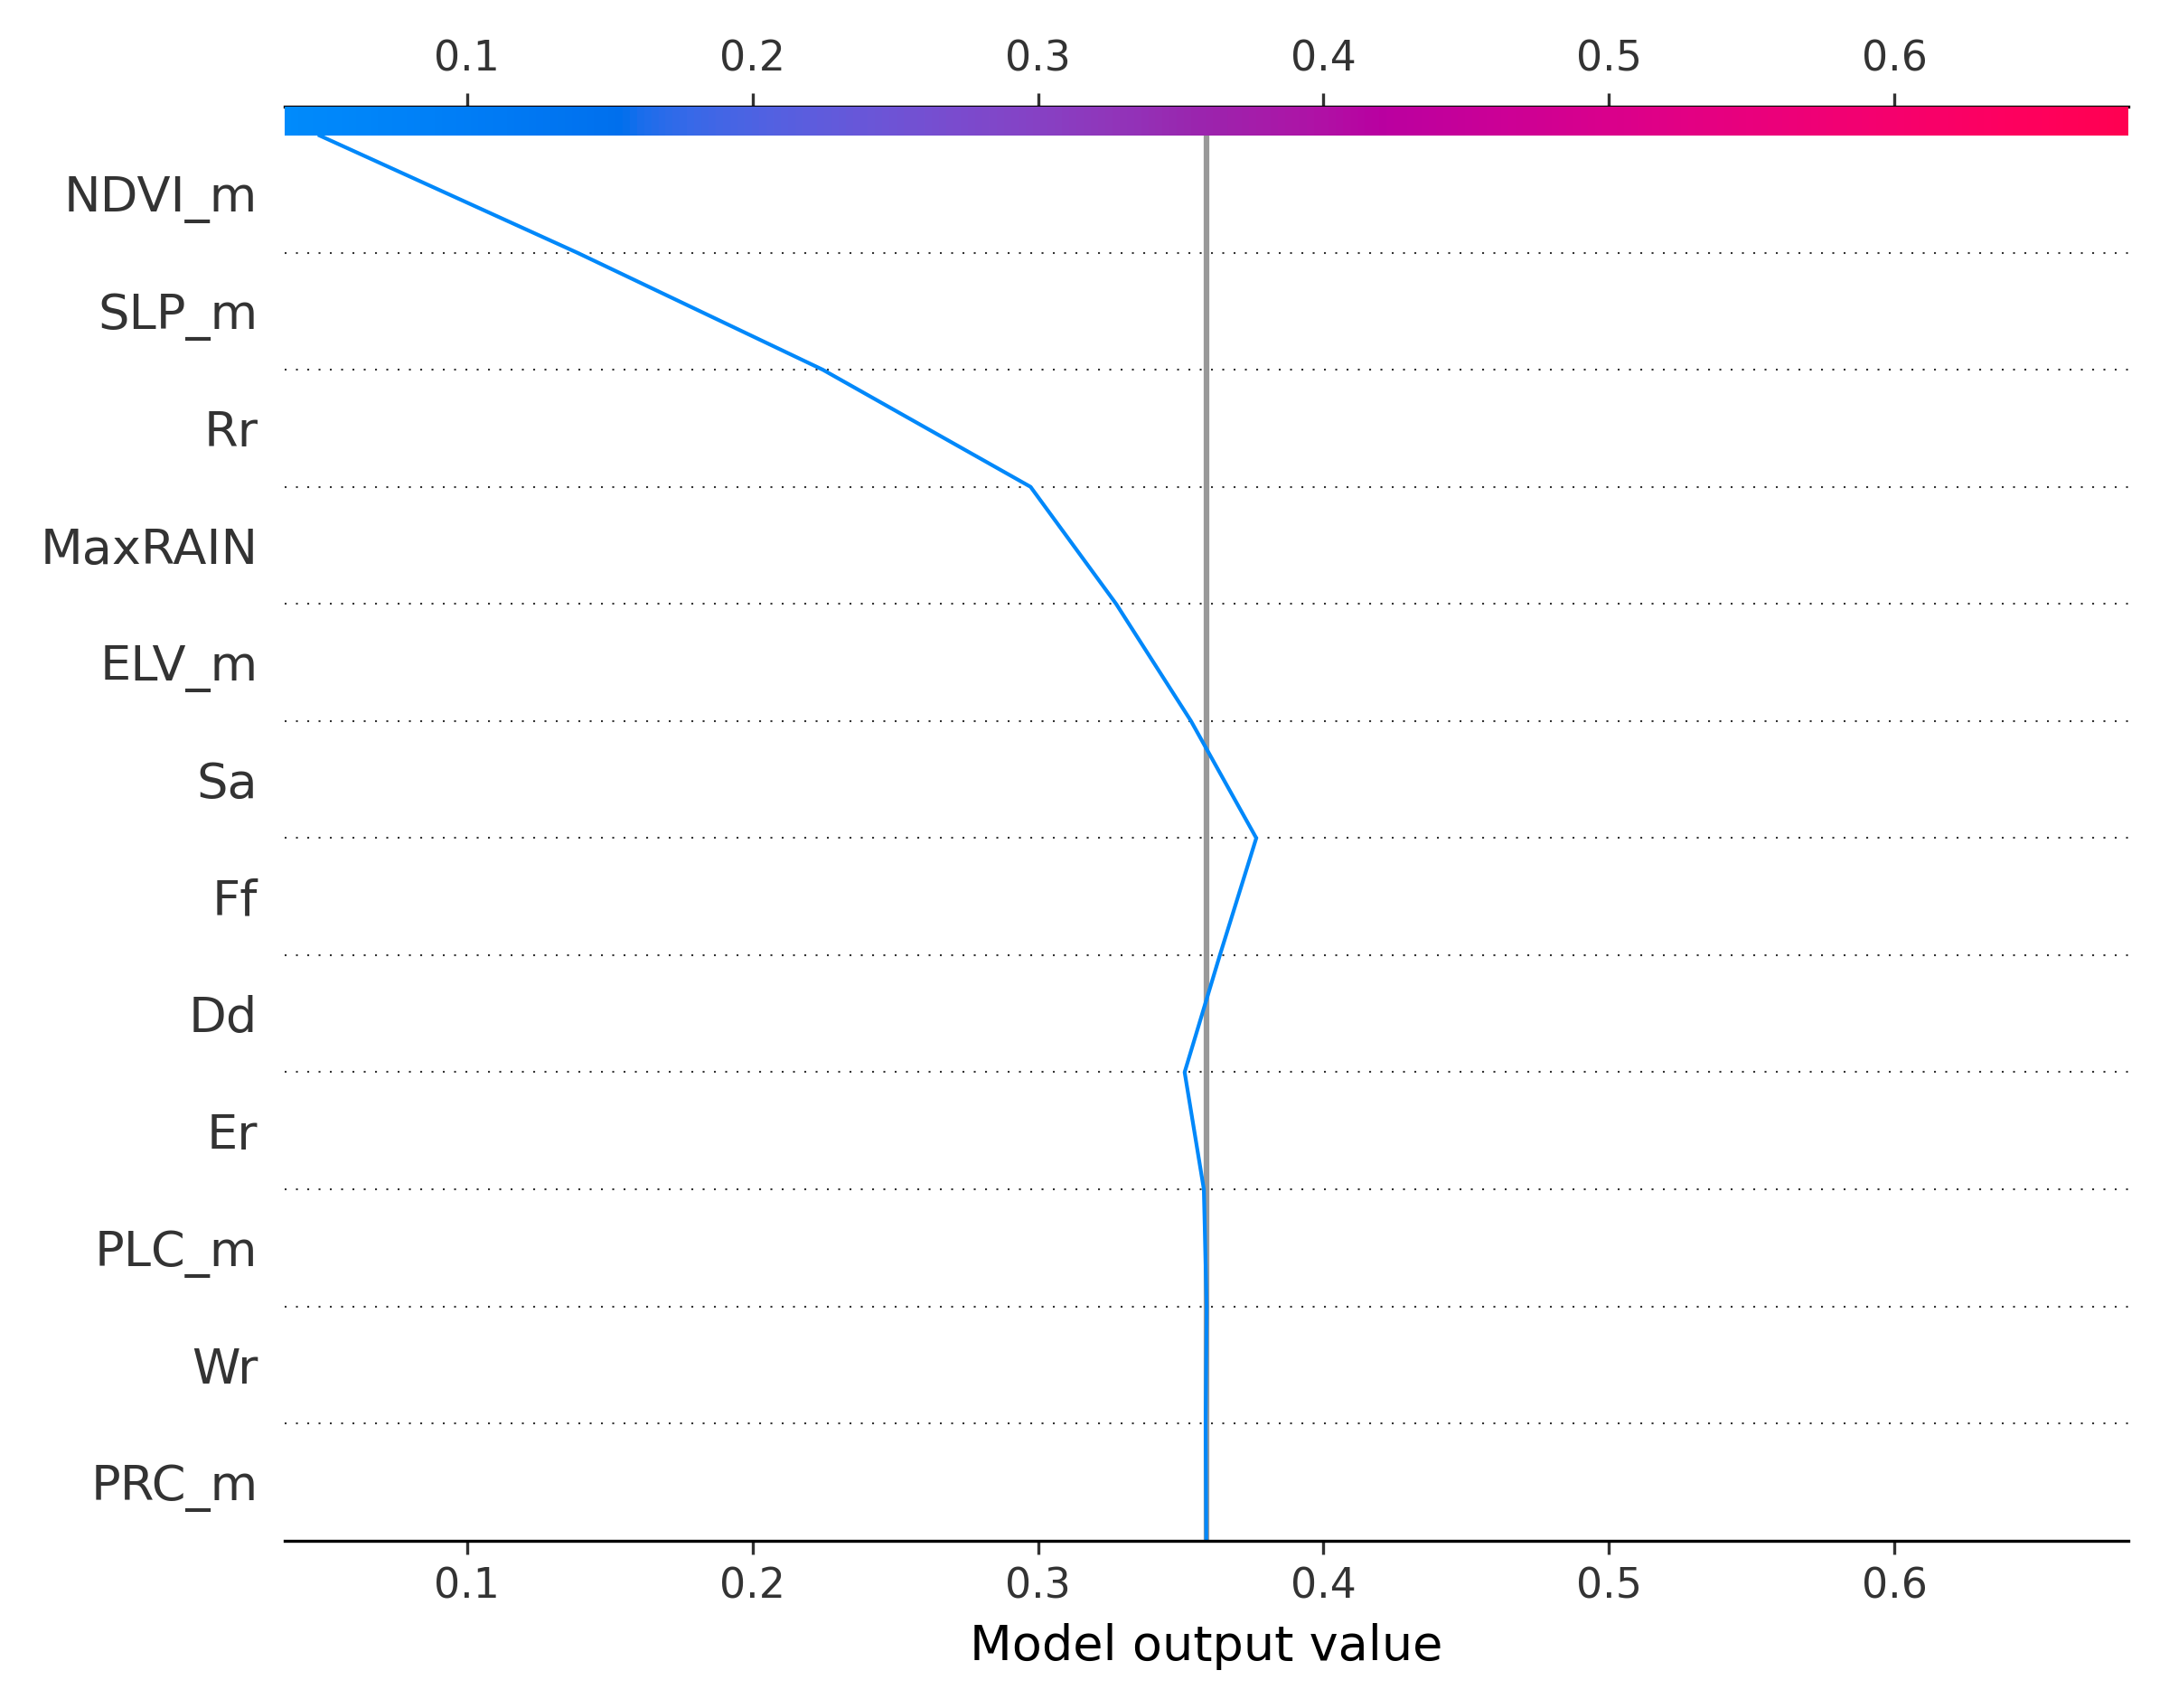 0.1 0.2 0.3 0.4 0.5 0.6
NDVI_m
SLP_m
Rr
MaxRAIN
ELV_m
Sa
Ff
Dd
Er
PLC_m
Wr
PRC_m
0.1 0.2 0.3 0.4 0.5 0.6
Model output value